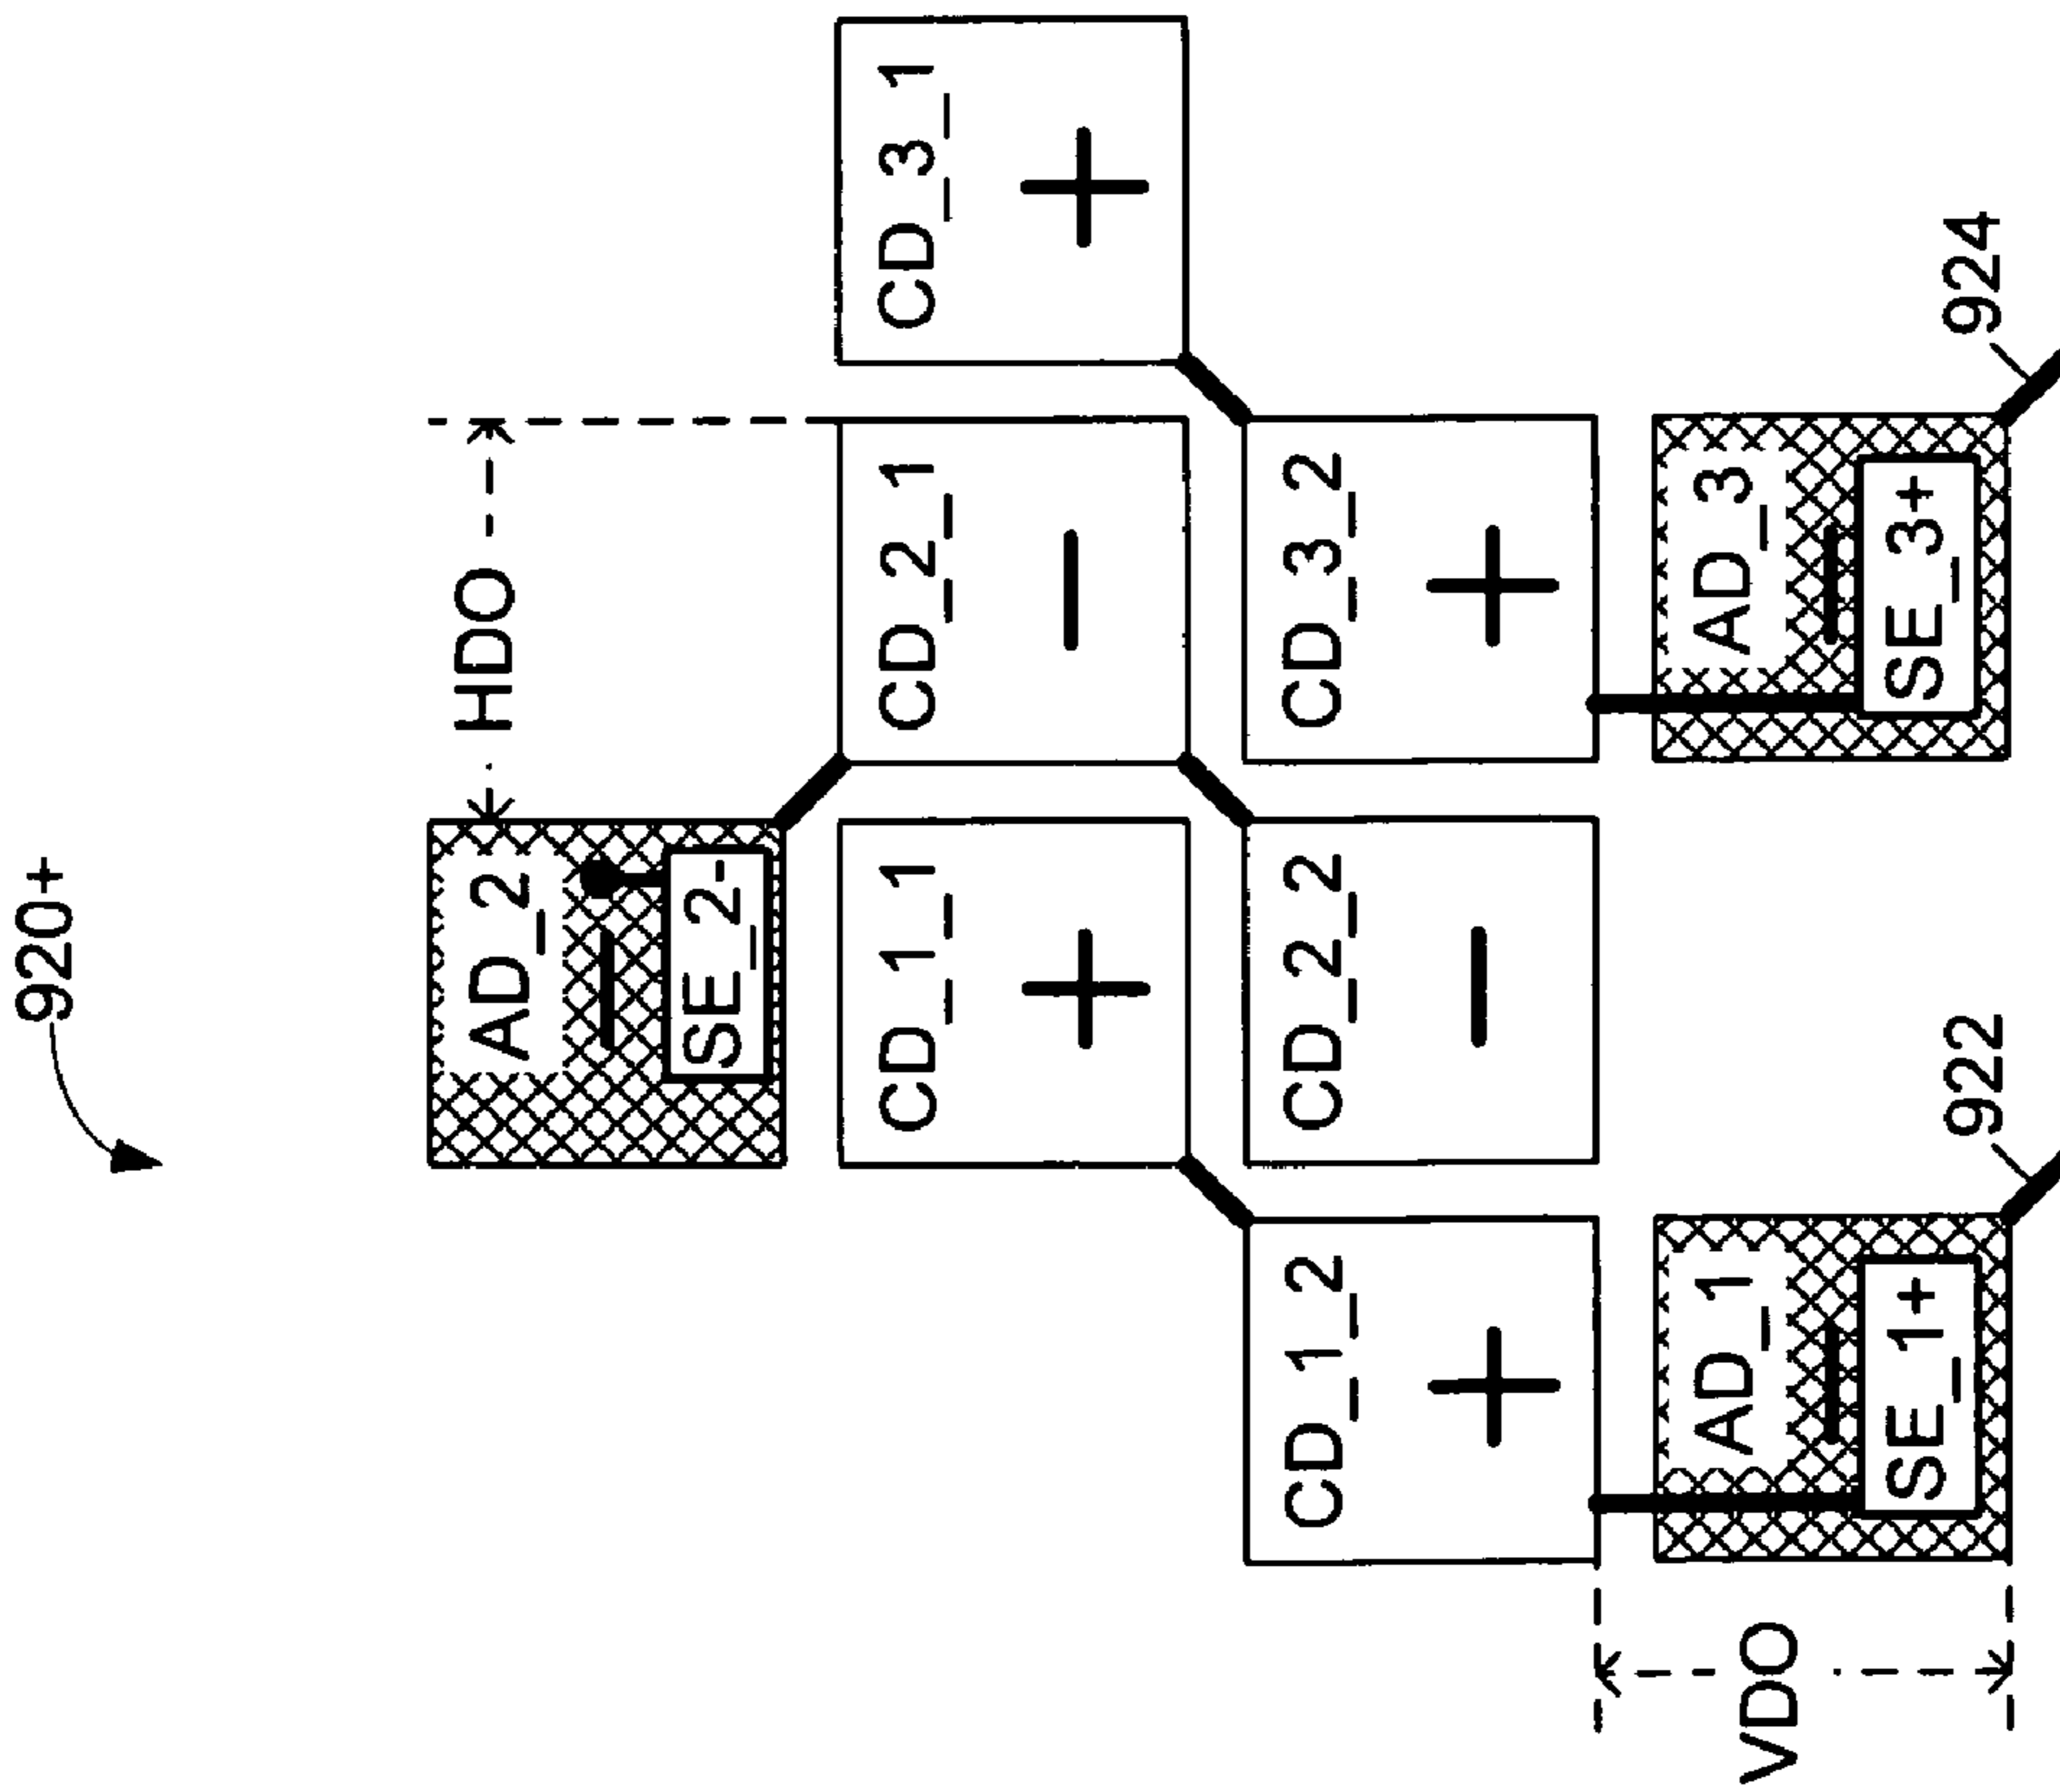 920+
HDO
AD_2
−
SE_2-
CD_1_1
+
CD_2_1
−
CD_3_1
+
CD_1_2
+
CD_2_2
−
CD_3_2
+
VDO
AD_1
−
SE_1+
AD_3
−
SE_3+
922
924